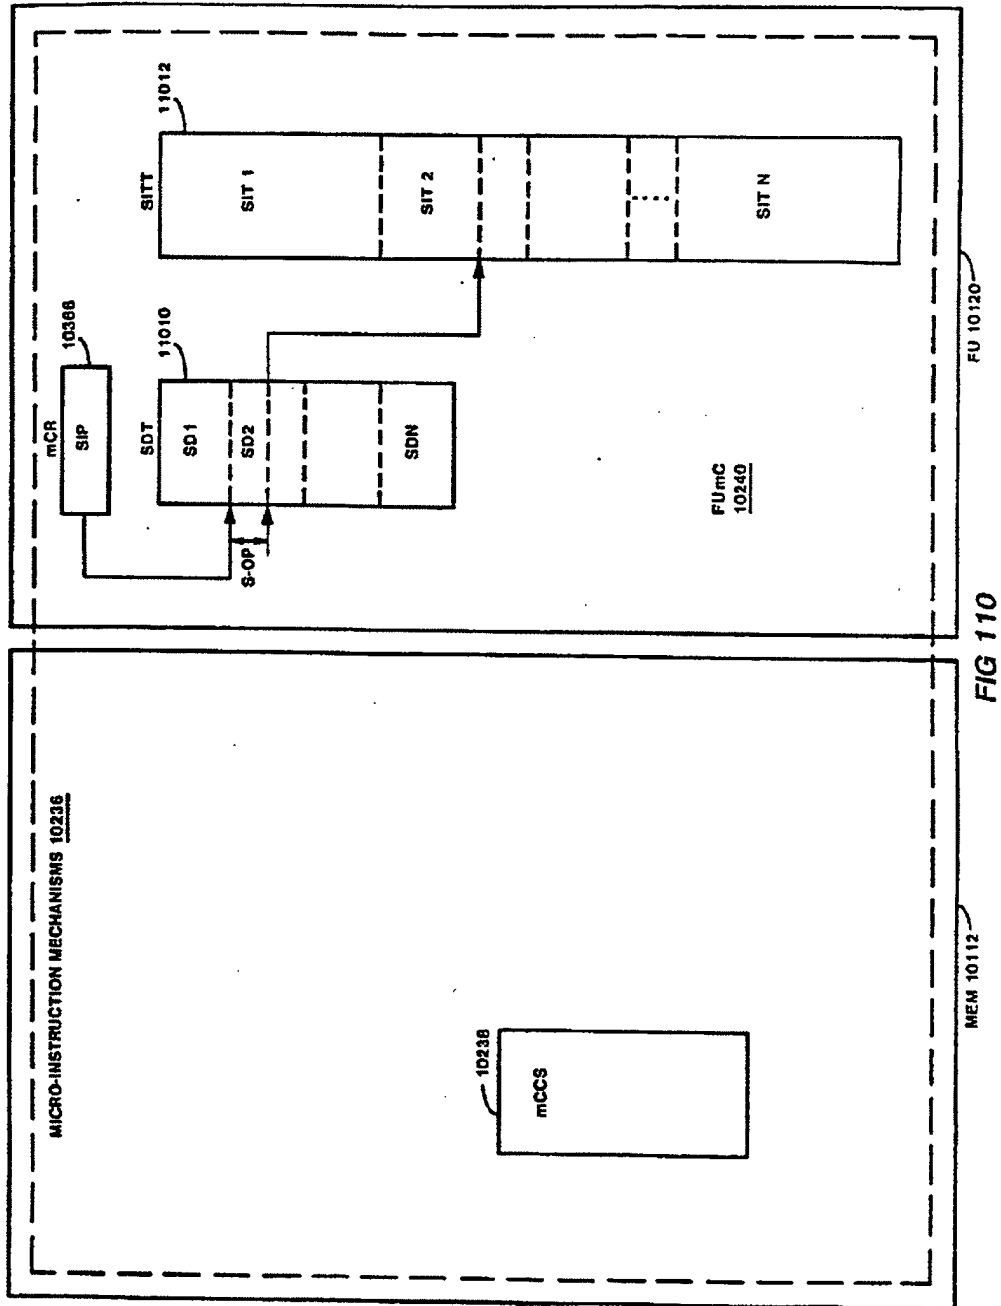 MICRO-INSTRUCTION MECHANISMS 10236
10238
mCCS
MEM 10112
mCR
10366
SIP
SDT
11010
SD1
SD2
SDN
S-OP
SITT
11012
SIT 1
SIT 2
SIT N
FUmC
10240
FU 10120
FIG 110